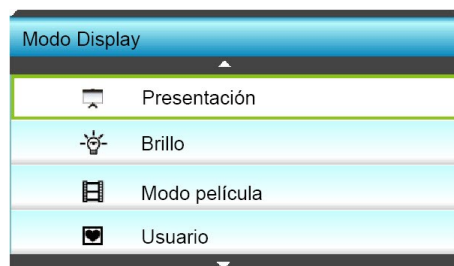 Modo Display
Presentación
Brillo
Modo película
Usuario